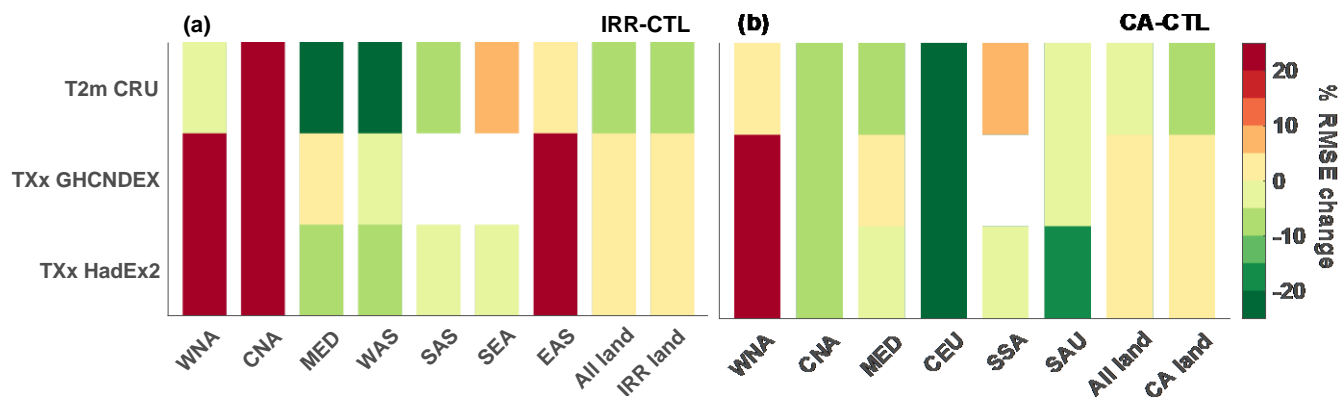 (a)
IRR-CTL
(b)
CA-CTL
T2m CRU
TXx GHCNDEX
TXx HadEx2
WNA
CNA
MED
WAS
SAS
SEA
EAS
All land
IRR land
WNA
CNA
MED
CEU
SSA
SAU
All land
CA land
20
10
0
-10
-20
% RMSE change